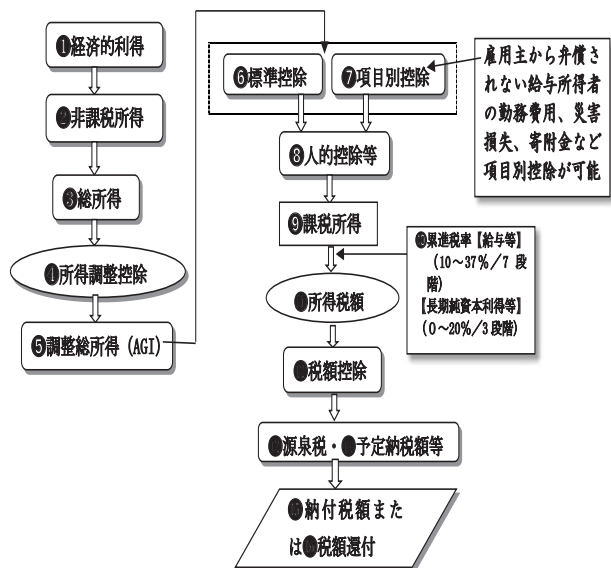 ❶経済的利得
❷非課税所得
❸総所得
❹所得調整控除
❺調整総所得 (AGI)
❻標準控除
❼項目別控除
雇用主から弁償さ
れない給与所得者
の勤務費用、災害
損失、寄附金など
項目別控除が可能
❽人的控除等
❾課税所得
❿累進税率【給与等】
(10～37%/7 段
階)
【長期純資本利得等】
(0～20%/3 段階)
所得税額
税額控除
源泉税・予定納税額等
納付税額また
は税額還付